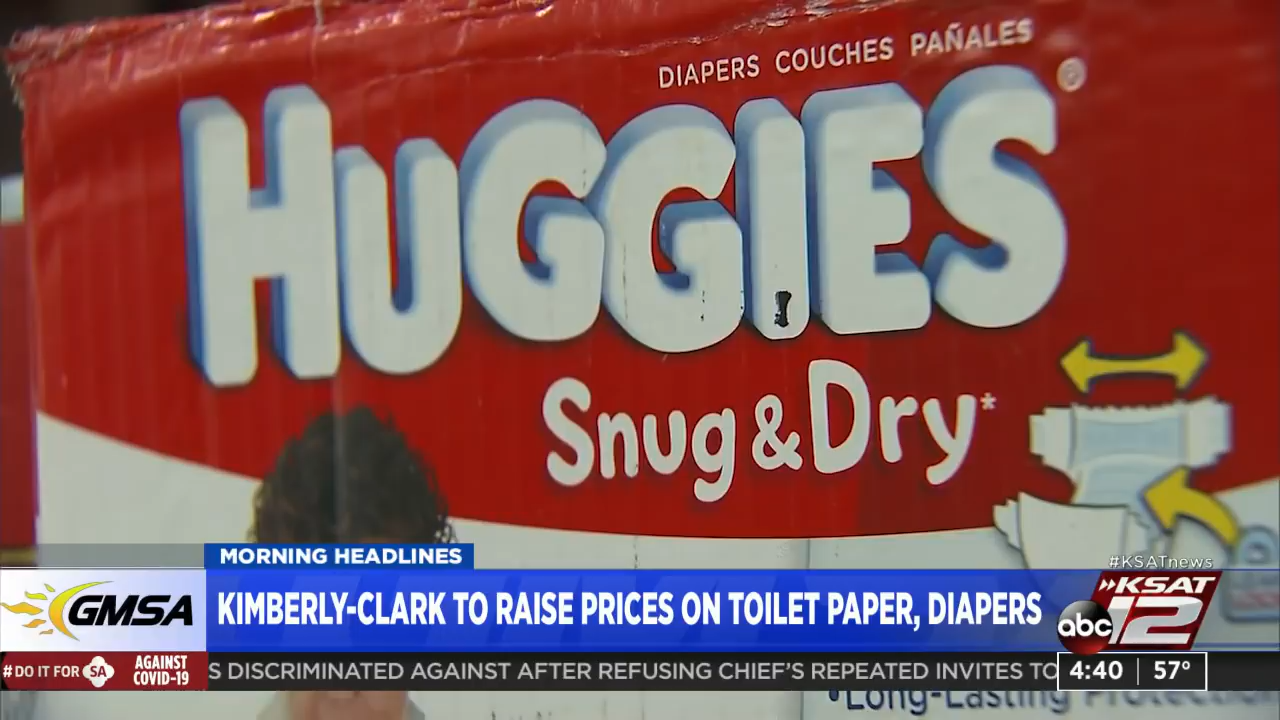 DIAPERS COUCHES PAÑALES
HUGGIES®
Snug & Dry*
#KSATnews
MORNING HEADLINES
GMSA
KIMBERLY-CLARK TO RAISE PRICES ON TOILET PAPER, DIAPERS
abc KSAT 12
#DO IT FOR SA
AGAINST COVID-19
S DISCRIMINATED AGAINST AFTER REFUSING CHIEF'S REPEATED INVITES TO
4:40 57°
•Long-Lasting Protection